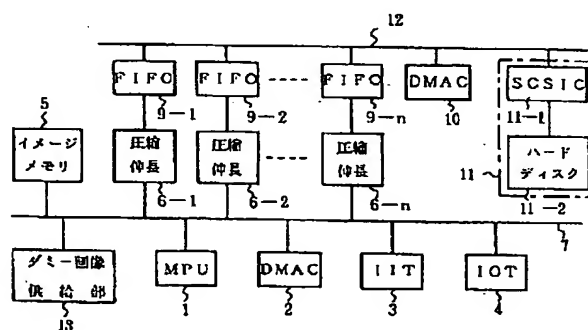 12
FIFO FIFO ---- FIFO DMAC SCSIC
5 9-1 9-2 9-n 10 11-1
イメージ
メモリ
圧縮
伸長
圧縮
伸長
----
圧縮
伸長
ハード
ディスク
6-1 6-2 6-n 11 11-2
7
ダミー画像
供給部
MPU DMAC IIT IOT
13 1 2 3 4